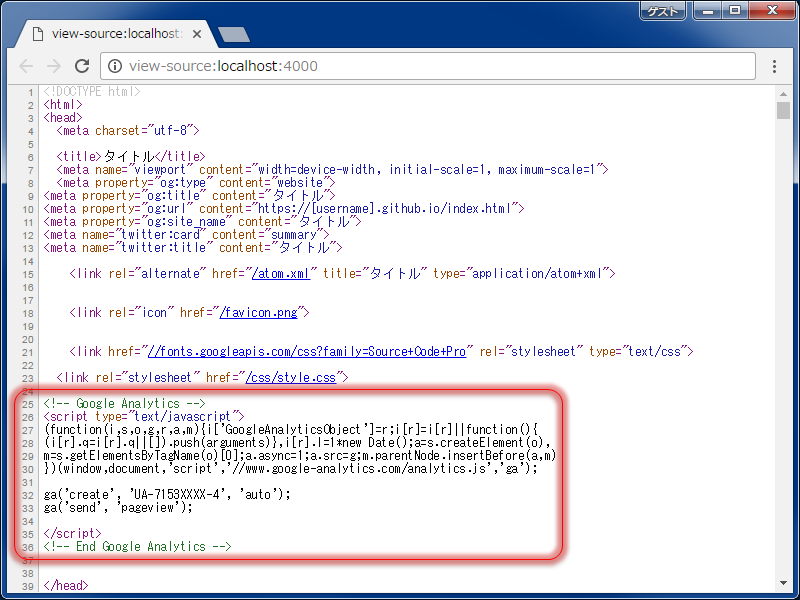 ゲスト
view-source:localhost:
view-source:localhost:4000
1 <!DOCTYPE html>
2 <html>
3 <head>
4 <meta charset="utf-8">
5
6 <title>タイトル</title>
7 <meta name="viewport" content="width=device-width, initial-scale=1, maximum-scale=1">
8 <meta property="og:type" content="website">
9 <meta property="og:title" content="タイトル">
10 <meta property="og:url" content="https://[username].github.io/index.html">
11 <meta property="og:site_name" content="タイトル">
12 <meta name="twitter:card" content="summary">
13 <meta name="twitter:title" content="タイトル">
14
15 <link rel="alternate" href="/atom.xml" title="タイトル" type="application/atom+xml">
16
17
18 <link rel="icon" href="/favicon.png">
19
20
21 <link href="//fonts.googleapis.com/css?family=Source+Code+Pro" rel="stylesheet" type="text/css">
22
23 <link rel="stylesheet" href="/css/style.css">
24
25 <!-- Google Analytics -->
26 <script type="text/javascript">
27 (function(i,s,o,g,r,a,m){i['GoogleAnalyticsObject']=r;i[r]=i[r]||function(){
28 (i[r].q=i[r].q||[]).push(arguments)},i[r].l=1*new Date();a=s.createElement(o),
29 m=s.getElementsByTagName(o)[0];a.async=1;a.src=g;m.parentNode.insertBefore(a,m)
30 })(window,document,'script','//www.google-analytics.com/analytics.js','ga');
31
32 ga('create', 'UA-7153XXXX-4', 'auto');
33 ga('send', 'pageview');
34
35 </script>
36 <!-- End Google Analytics -->
37
38
39 </head>